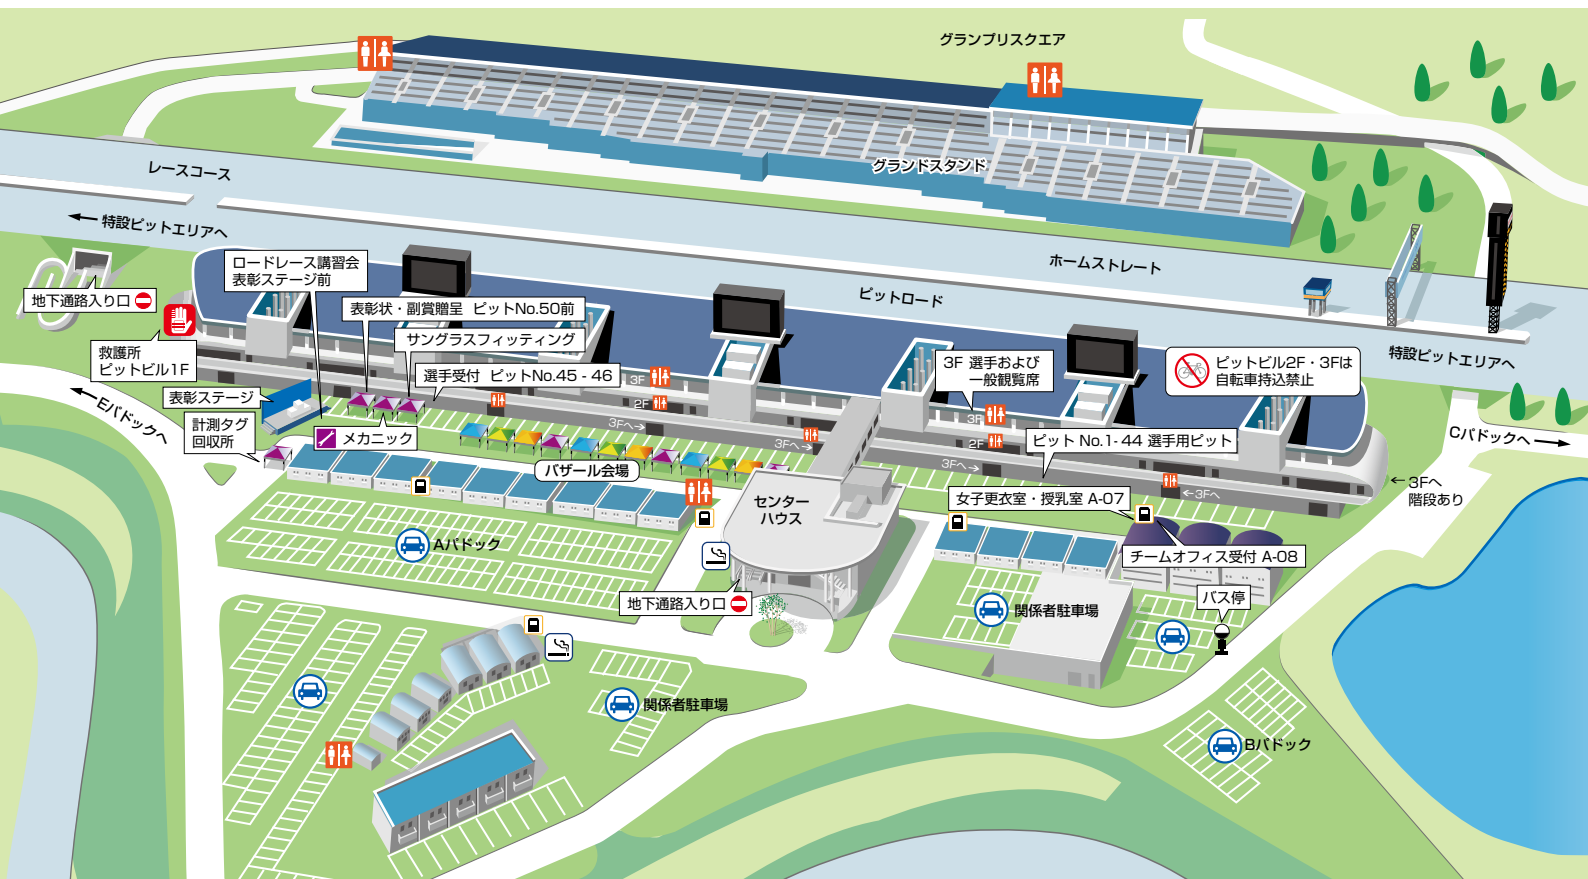 グランプリスクエア
グランドスタンド
レースコース
特設ピットエリアへ
ホームストレート
ピットロード
特設ピットエリアへ
地下通路入り口
ロードレース講習会
表彰ステージ前
表彰状・副賞贈呈 ピットNo.50前
サングラスフィッティング
選手受付 ピットNo.45 - 46
救護所
ピットビル1F
表彰ステージ
計測タグ
回収所
メカニック
Eパドックへ
3F
2F
3Fへ
3Fへ
3F 選手および
一般観覧席
ピットビル2F・3Fは
自転車持込禁止
3F
2F
3Fへ
3Fへ
ピット No.1- 44 選手用ピット
Cパドックへ
3Fへ
階段あり
バザール会場
センター
ハウス
女子更衣室・授乳室 A-07
チームオフィス受付 A-08
バス停
Aパドック
地下通路入り口
関係者駐車場
関係者駐車場
Bパドック